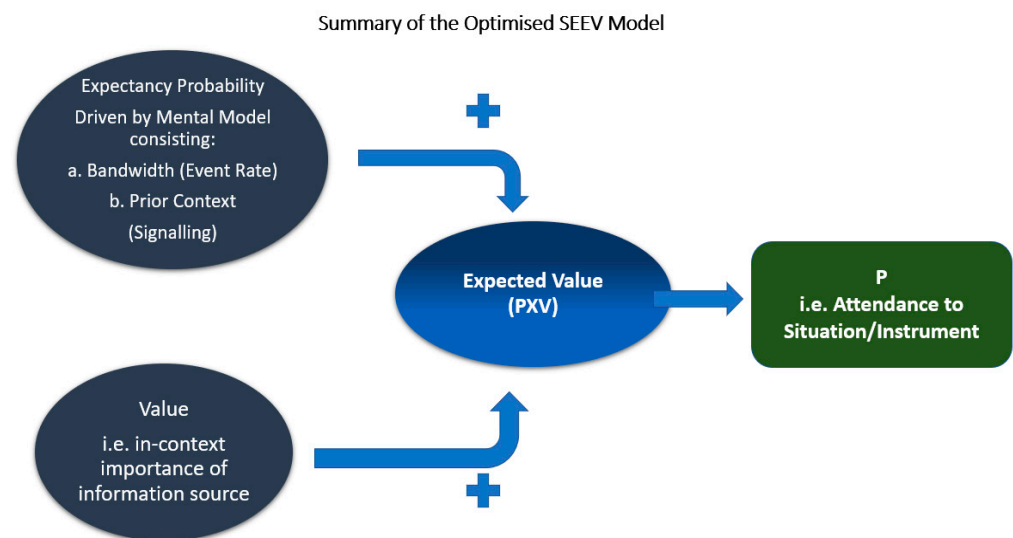 Summary of the Optimised SEEV Model
Expectancy Probability
Driven by Mental Model
consisting:
a. Bandwidth (Event Rate)
b. Prior Context
(Signalling)
Expected Value
(PXV)
P
i.e. Attendance to
Situation/Instrument
Value
i.e. in-context
importance of
information source